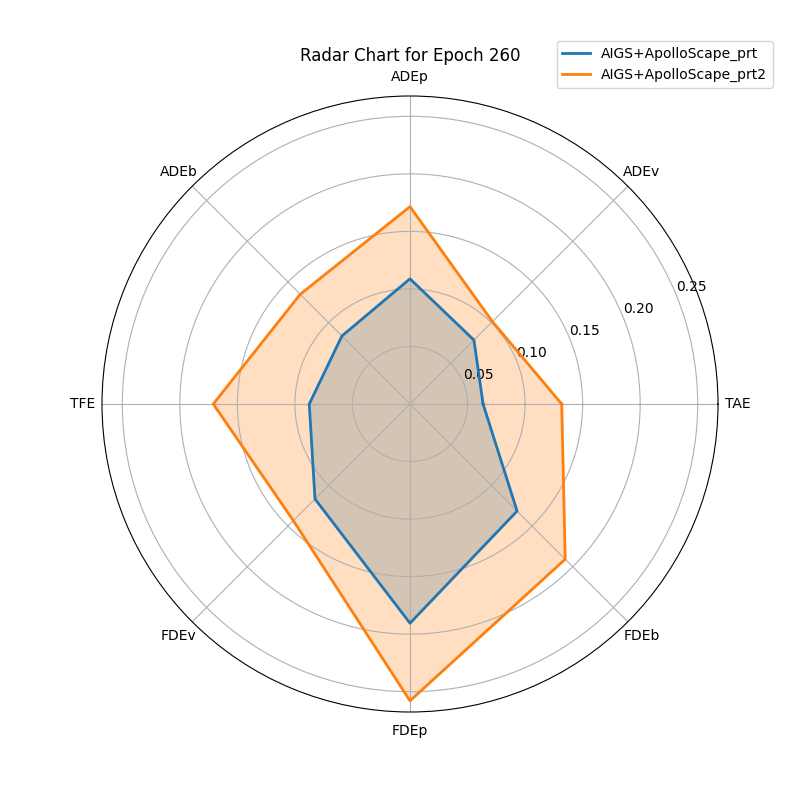 Radar Chart for Epoch 260
AIGS+ApolloScape_prt
AIGS+ApolloScape_prt2
ADEp
ADEb
ADEv
0.25
0.20
0.15
0.10
0.05
TFE
TAE
FDEv
FDEb
FDEp